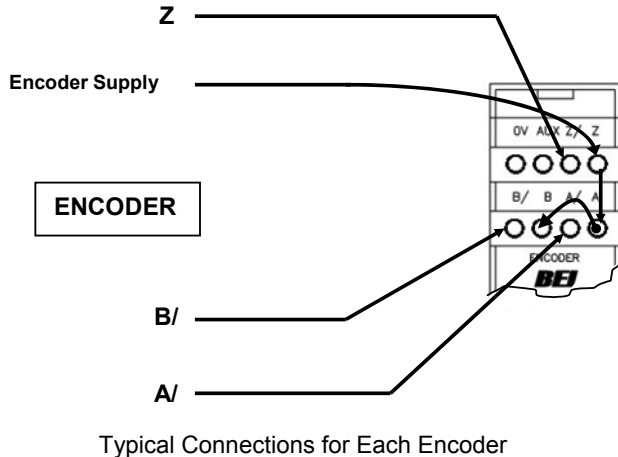 Z
Encoder Supply
0V AUX Z/ Z
ENCODER
B/ B A/ A
ENCODER
BEI
B/
A/
Typical Connections for Each Encoder